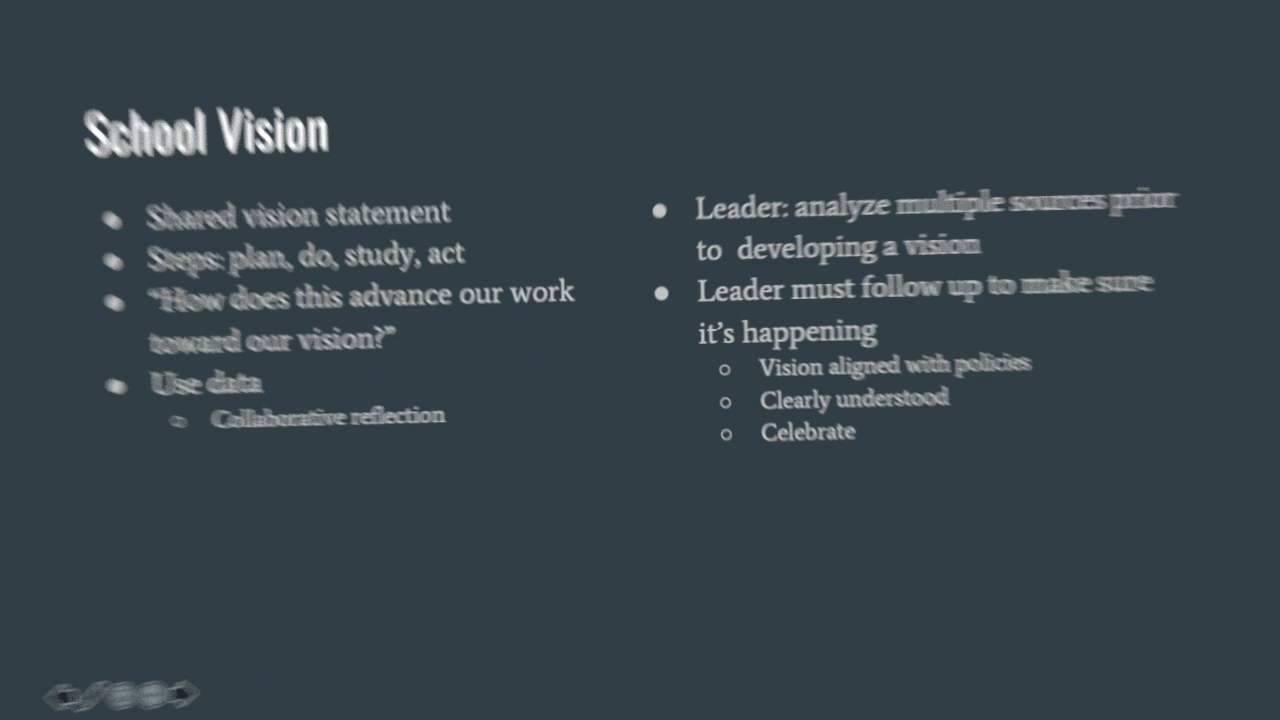 School Vision
● Shared vision statement
● Steps: plan, do, study, act
● “How does this advance our work
toward our vision?”
● Use data
○ Collaborative reflection
● Leader: analyze multiple sources prior
to developing a vision
● Leader must follow up to make sure
it’s happening
○ Vision aligned with policies
○ Clearly understood
○ Celebrate